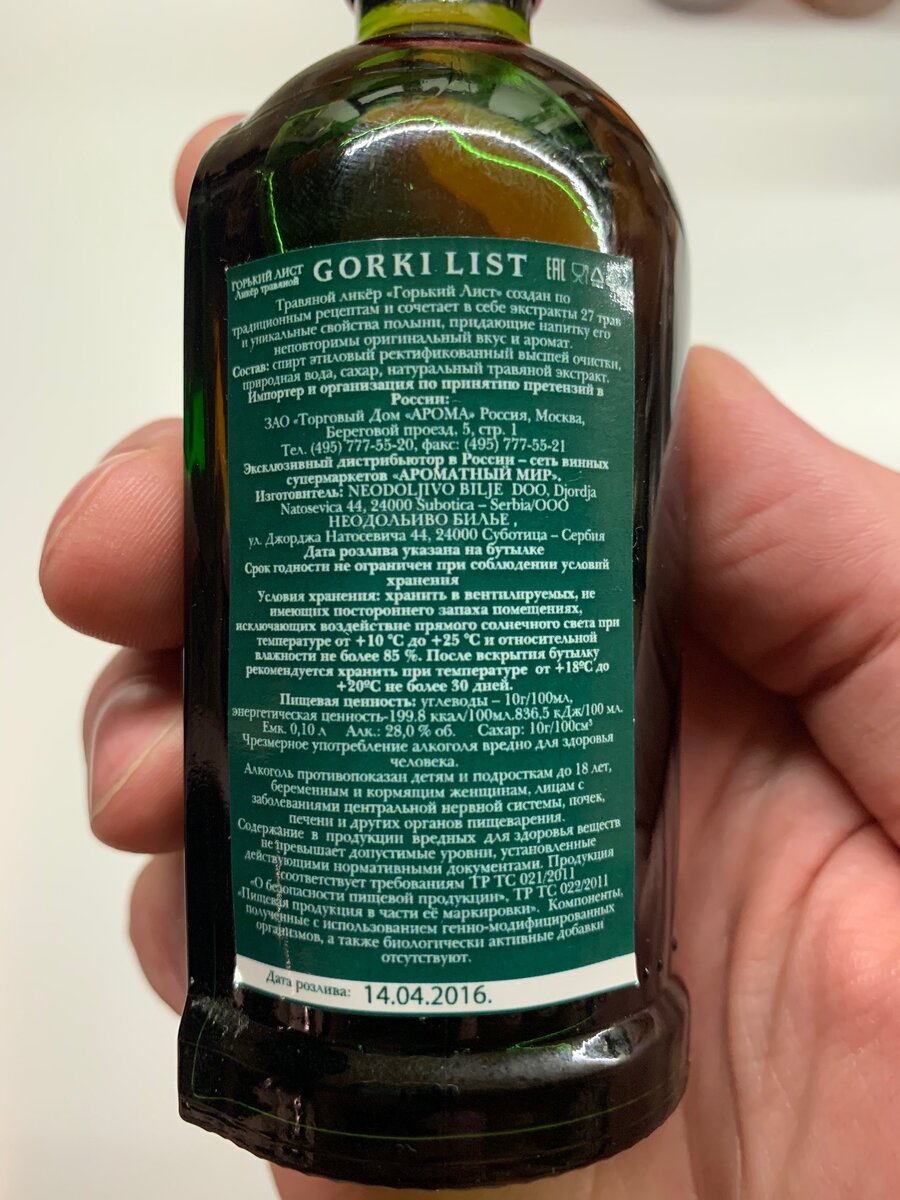 ГОРЬКИЙ ЛИСТ
Ликёр травяной
GORKI LIST EAC
Травяной ликёр «Горький Лист» создан по
традиционным рецептам и сочетает в себе экстракты 27 трав
и уникальные свойства полыни, придающие напитку его
неповторимы оригинальный вкус и аромат.
Состав: спирт этиловый ректификованный высшей очистки,
природная вода, сахар, натуральный травяной экстракт.
Импортер и организация по принятию претензий в
России:
ЗАО «Торговый Дом «АРОМА» Россия, Москва,
Береговой проезд, 5, стр. 1
Тел. (495) 777-55-20, факс: (495) 777-55-21
Эксклюзивный дистрибьютор в России – сеть винных
супермаркетов «АРОМАТНЫЙ МИР».
Изготовитель: NEODOLJIVO BILJE DOO, Djordja
Natosevica 44, 24000 Subotica – Serbia/ООО
НЕОДОЛЬИВО БИЛЬЕ ,
ул. Джорджа Натосевича 44, 24000 Суботица – Сербия
Дата розлива указана на бутылке
Срок годности не ограничен при соблюдении условий
хранения
Условия хранения: хранить в вентилируемых, не
имеющих постороннего запаха помещениях,
исключающих воздействие прямого солнечного света при
температуре от +10 °С до +25 °С и относительной
влажности не более 85 %. После вскрытия бутылку
рекомендуется хранить при температуре от +18ºС до
+20ºС не более 30 дней.
Пищевая ценность: углеводы – 10г/100мл,
энергетическая ценность-199.8 ккал/100мл.836,5 кДж/100 мл.
Емк. 0,10 л Алк.: 28,0 % об. Сахар: 10г/100см³
Чрезмерное употребление алкоголя вредно для здоровья
человека.
Алкоголь противопоказан детям и подросткам до 18 лет,
беременным и кормящим женщинам, лицам с
заболеваниями центральной нервной системы, почек,
печени и других органов пищеварения.
Содержание в продукции вредных для здоровья веществ
не превышает допустимые уровни, установленные
действующими нормативными документами. Продукция
соответствует требованиям ТР ТС 021/2011
«О безопасности пищевой продукции», ТР ТС 022/2011
«Пищевая продукция в части её маркировки». Компоненты,
полученные с использованием генно-модифицированных
организмов, а также биологически активные добавки
отсутствуют.
Дата розлива: 14.04.2016.